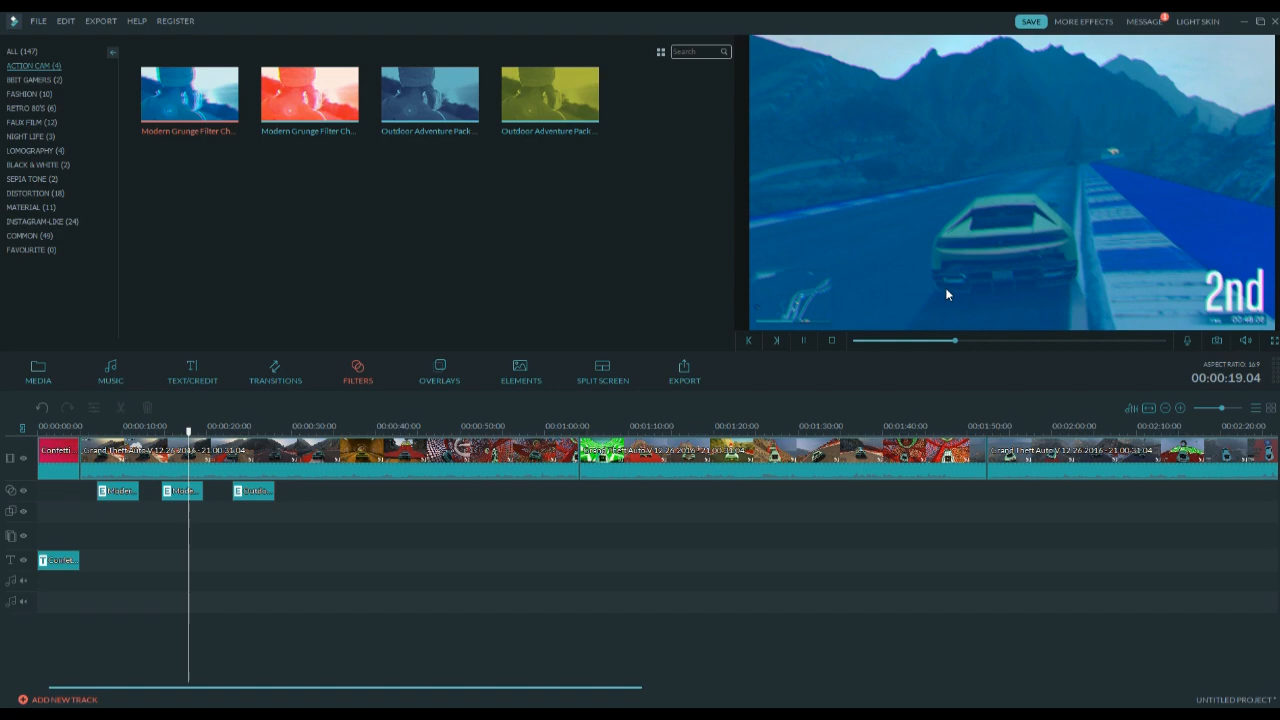 FILE EDIT EXPORT HELP REGISTER
SAVE MORE EFFECTS MESSAGE 1 LIGHT SKIN
ALL (147)
ACTION CAM (4)
8BIT GAMERS (2)
FASHION (10)
RETRO 80'S (6)
FAUX FILM (12)
NIGHT LIFE (3)
LOMOGRAPHY (4)
BLACK & WHITE (2)
SEPIA TONE (2)
DISTORTION (18)
MATERIAL (11)
INSTAGRAM-LIKE (24)
COMMON (49)
FAVOURITE (0)
Search
Modern Grunge Filter Ch... Modern Grunge Filter Ch... Outdoor Adventure Pack ... Outdoor Adventure Pack ...
2nd
MEDIA MUSIC TEXT/CREDIT TRANSITIONS FILTERS OVERLAYS ELEMENTS SPLIT SCREEN EXPORT
ASPECT RATIO: 16:9
00:00:19.04
00:00:00:00 00:00:10:00 00:00:20:00 00:00:30:00 00:00:40:00 00:00:50:00 00:01:00:00 00:01:10:00 00:01:20:00 00:01:30:00 00:01:40:00 00:01:50:00 00:02:00:00 00:02:10:00 00:02:20:00
Confetti Grand Theft Auto V 12.26.2016 - 21.00.31.04 Grand Theft Auto V 12.26.2016 - 21.00.31.04 Grand Theft Auto V 12.26.2016 - 21.00.31.04
E Moder... E Mode... E Outdo...
T Confet...
ADD NEW TRACK
UNTITLED PROJECT *